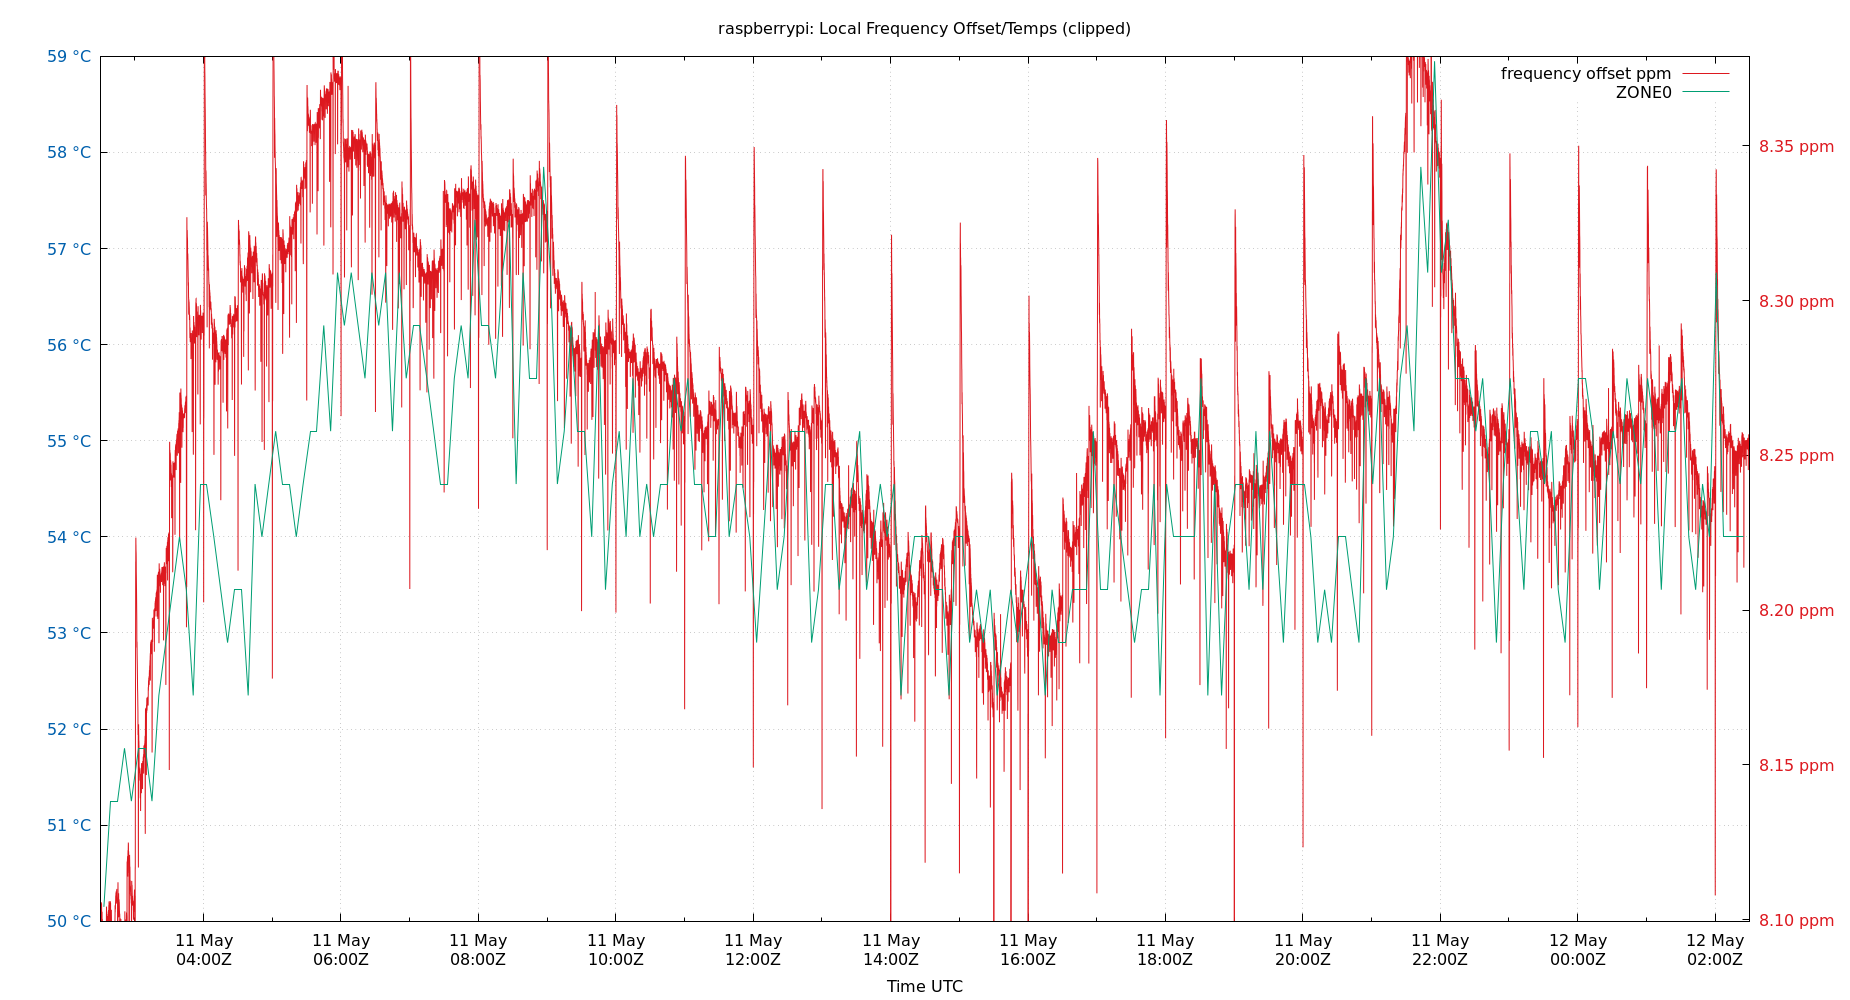 raspberrypi: Local Frequency Offset/Temps (clipped)
frequency offset ppm
ZONE0
59 °C
58 °C
57 °C
56 °C
55 °C
54 °C
53 °C
52 °C
51 °C
50 °C
8.35 ppm
8.30 ppm
8.25 ppm
8.20 ppm
8.15 ppm
8.10 ppm
11 May 11 May 11 May 11 May 11 May 11 May 11 May 11 May 11 May 11 May 12 May 12 May
04:00Z 06:00Z 08:00Z 10:00Z 12:00Z 14:00Z 16:00Z 18:00Z 20:00Z 22:00Z 00:00Z 02:00Z
Time UTC